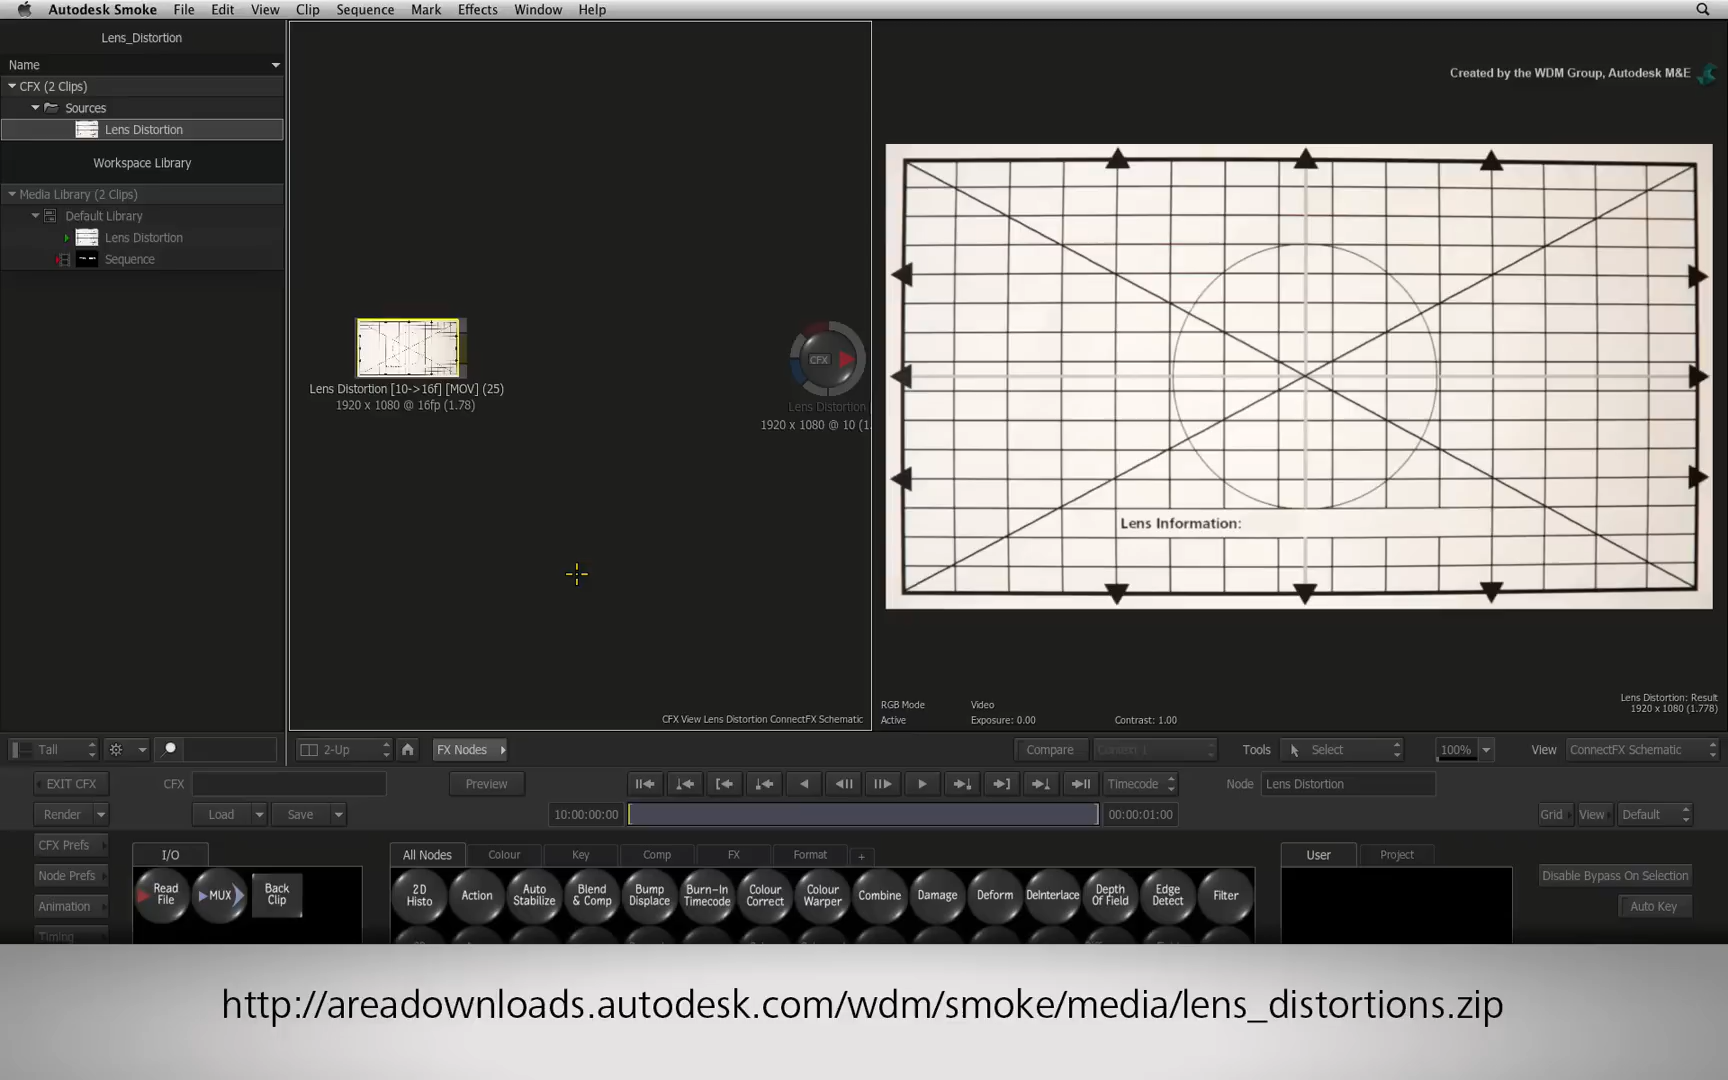 Autodesk Smoke File Edit View Clip Sequence Mark Effects Window Help
Lens_Distortion
Name
CFX (2 Clips)
Sources
Lens Distortion
Workspace Library
Media Library (2 Clips)
Default Library
Lens Distortion
Sequence
Lens Distortion [10->16f] [MOV] (25)
1920 x 1080 @ 16fp (1.78)
CFX
Lens Distortion
1920 x 1080 @ 10 (1.
CFX View Lens Distortion ConnectFX Schematic
Created by the WDM Group, Autodesk M&E
Lens Information:
RGB Mode Video
Active Exposure: 0.00 Contrast: 1.00
Lens Distortion: Result
1920 x 1080 (1.778)
Tall 2-Up FX Nodes Compare Context 1 Tools Select 100% View ConnectFX Schematic
EXIT CFX CFX Preview Timecode Node Lens Distortion
Render Load Save 10:00:00:00 00:00:01:00 Grid View Default
CFX Prefs
Node Prefs
Animation
Timing
I/O
Read File
MUX
Back Clip
All Nodes Colour Key Comp FX Format +
2D Histo
Action
Auto Stabilize
Blend & Comp
Bump Displace
Burn-In Timecode
Colour Correct
Colour Warper
Combine
Damage
Deform
DeInterlace
Depth Of Field
Edge Detect
Filter
User Project
Disable Bypass On Selection
Auto Key
http://areadownloads.autodesk.com/wdm/smoke/media/lens_distortions.zip